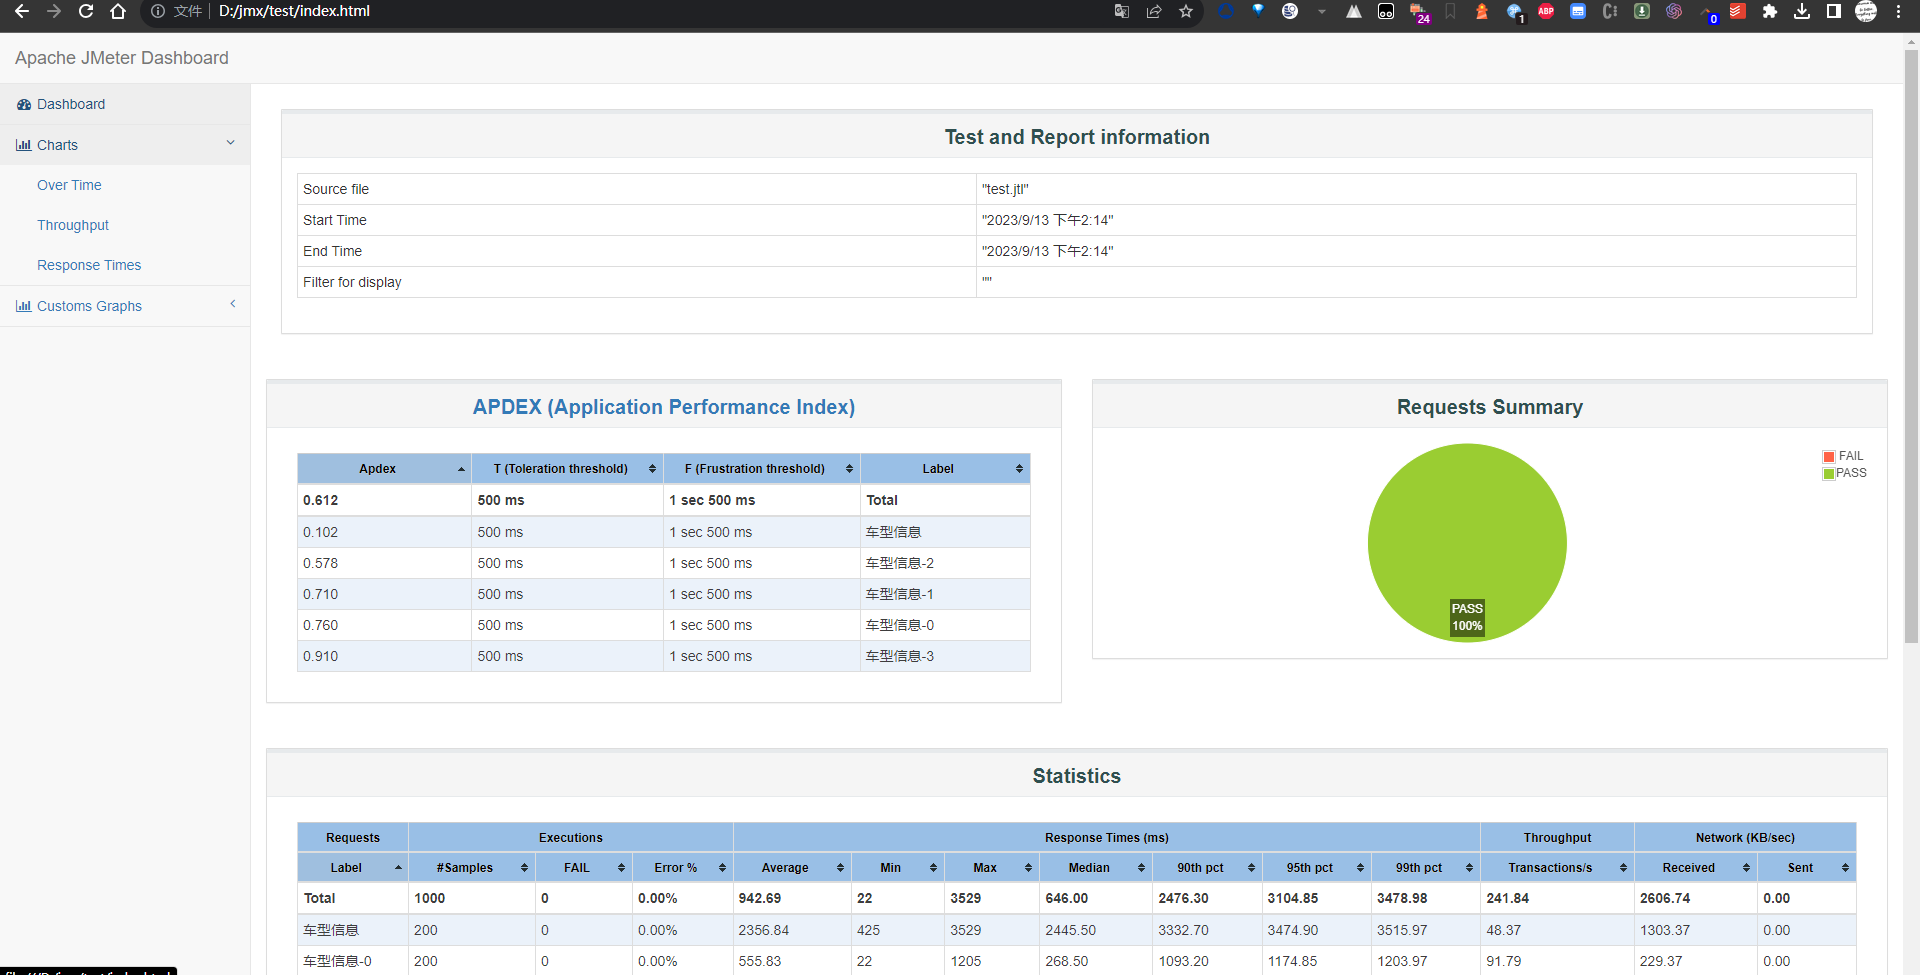 文件 D:/jmx/test/index.html
24 1 ABP 0
Apache JMeter Dashboard
Dashboard
Charts
Over Time
Throughput
Response Times
Customs Graphs
Test and Report information
Source file "test.jtl"
Start Time "2023/9/13 下午2:14"
End Time "2023/9/13 下午2:14"
Filter for display ""
APDEX (Application Performance Index)
Apdex T (Toleration threshold) F (Frustration threshold) Label
0.612 500 ms 1 sec 500 ms Total
0.102 500 ms 1 sec 500 ms 车型信息
0.578 500 ms 1 sec 500 ms 车型信息-2
0.710 500 ms 1 sec 500 ms 车型信息-1
0.760 500 ms 1 sec 500 ms 车型信息-0
0.910 500 ms 1 sec 500 ms 车型信息-3
Requests Summary
FAIL
PASS
PASS
100%
Statistics
Requests Executions Response Times (ms) Throughput Network (KB/sec)
Label #Samples FAIL Error % Average Min Max Median 90th pct 95th pct 99th pct Transactions/s Received Sent
Total 1000 0 0.00% 942.69 22 3529 646.00 2476.30 3104.85 3478.98 241.84 2606.74 0.00
车型信息 200 0 0.00% 2356.84 425 3529 2445.50 3332.70 3474.90 3515.97 48.37 1303.37 0.00
车型信息-0 200 0 0.00% 555.83 22 1205 268.50 1093.20 1174.85 1203.97 91.79 229.37 0.00